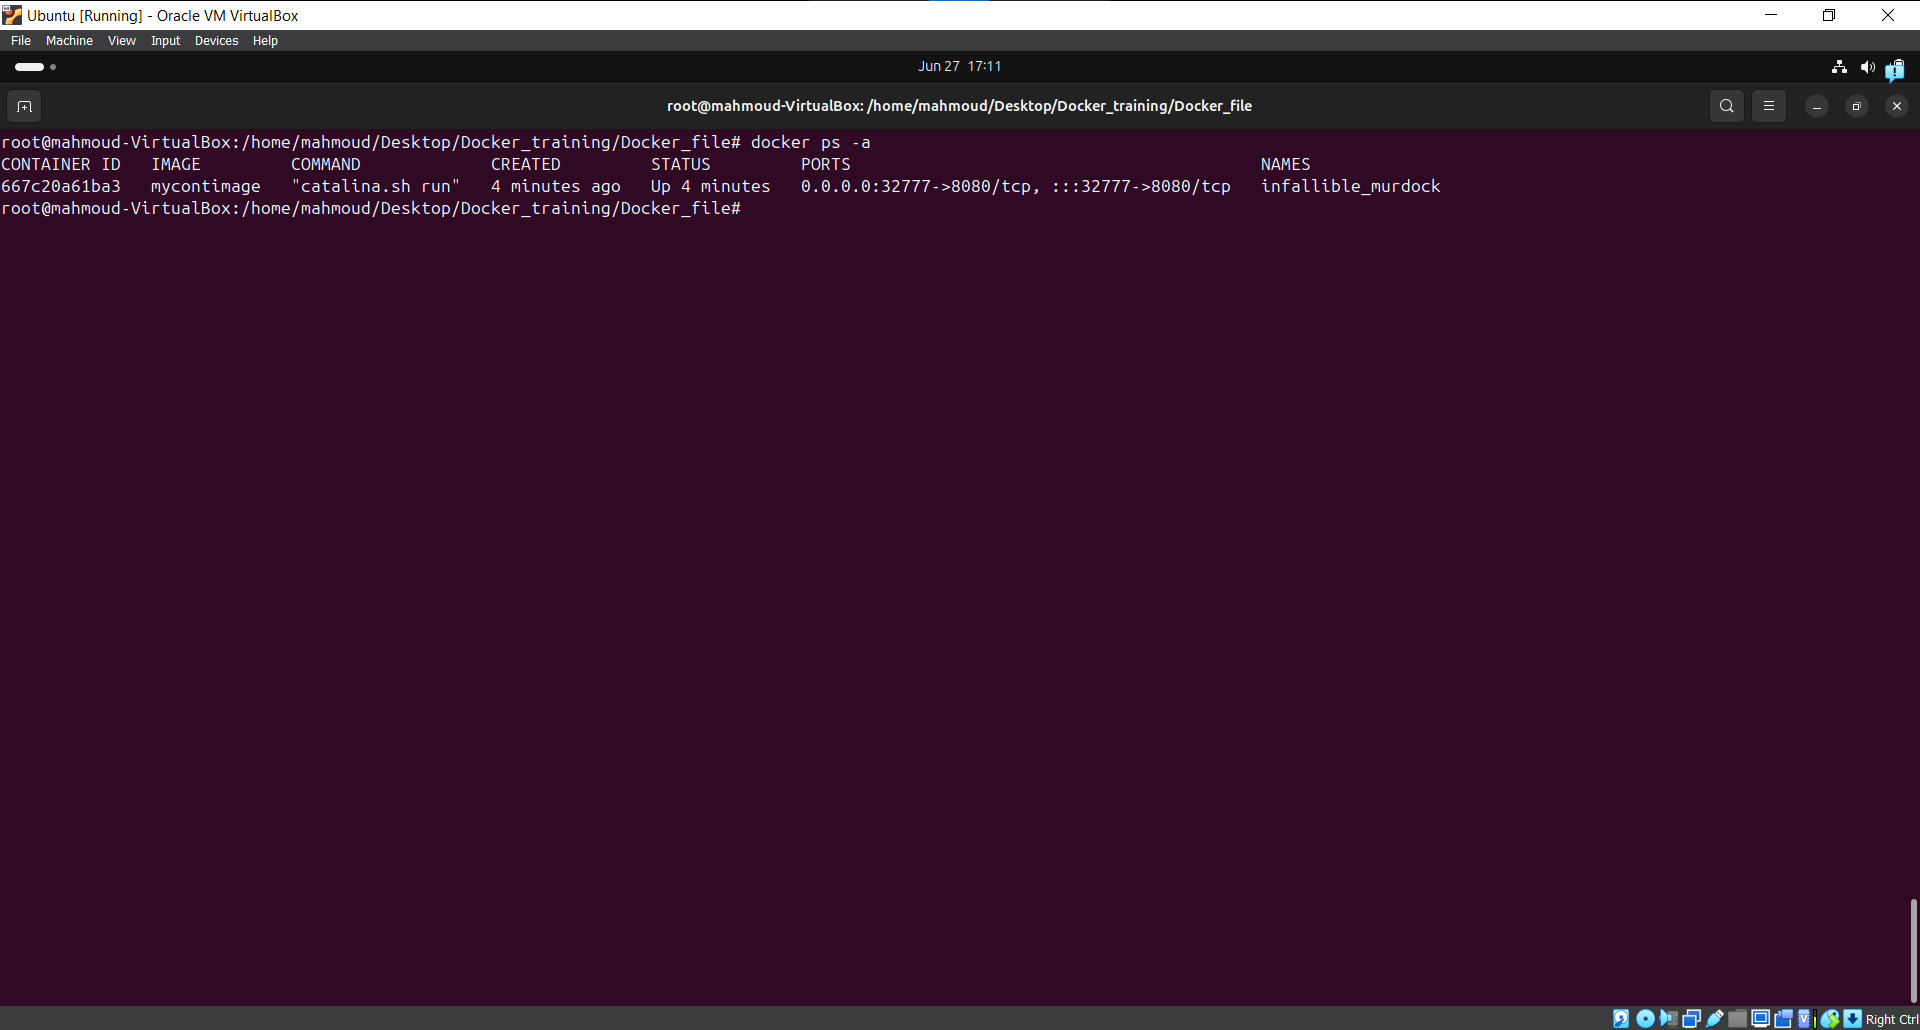 Ubuntu [Running] - Oracle VM VirtualBox
File Machine View Input Devices Help
Jun 27 17:11
root@mahmoud-VirtualBox: /home/mahmoud/Desktop/Docker_training/Docker_file
root@mahmoud-VirtualBox:/home/mahmoud/Desktop/Docker_training/Docker_file# docker ps -a
CONTAINER ID   IMAGE         COMMAND             CREATED         STATUS         PORTS                                         NAMES
667c20a61ba3   mycontimage   "catalina.sh run"   4 minutes ago   Up 4 minutes   0.0.0.0:32777->8080/tcp, :::32777->8080/tcp   infallible_murdock
root@mahmoud-VirtualBox:/home/mahmoud/Desktop/Docker_training/Docker_file#
Right Ctrl